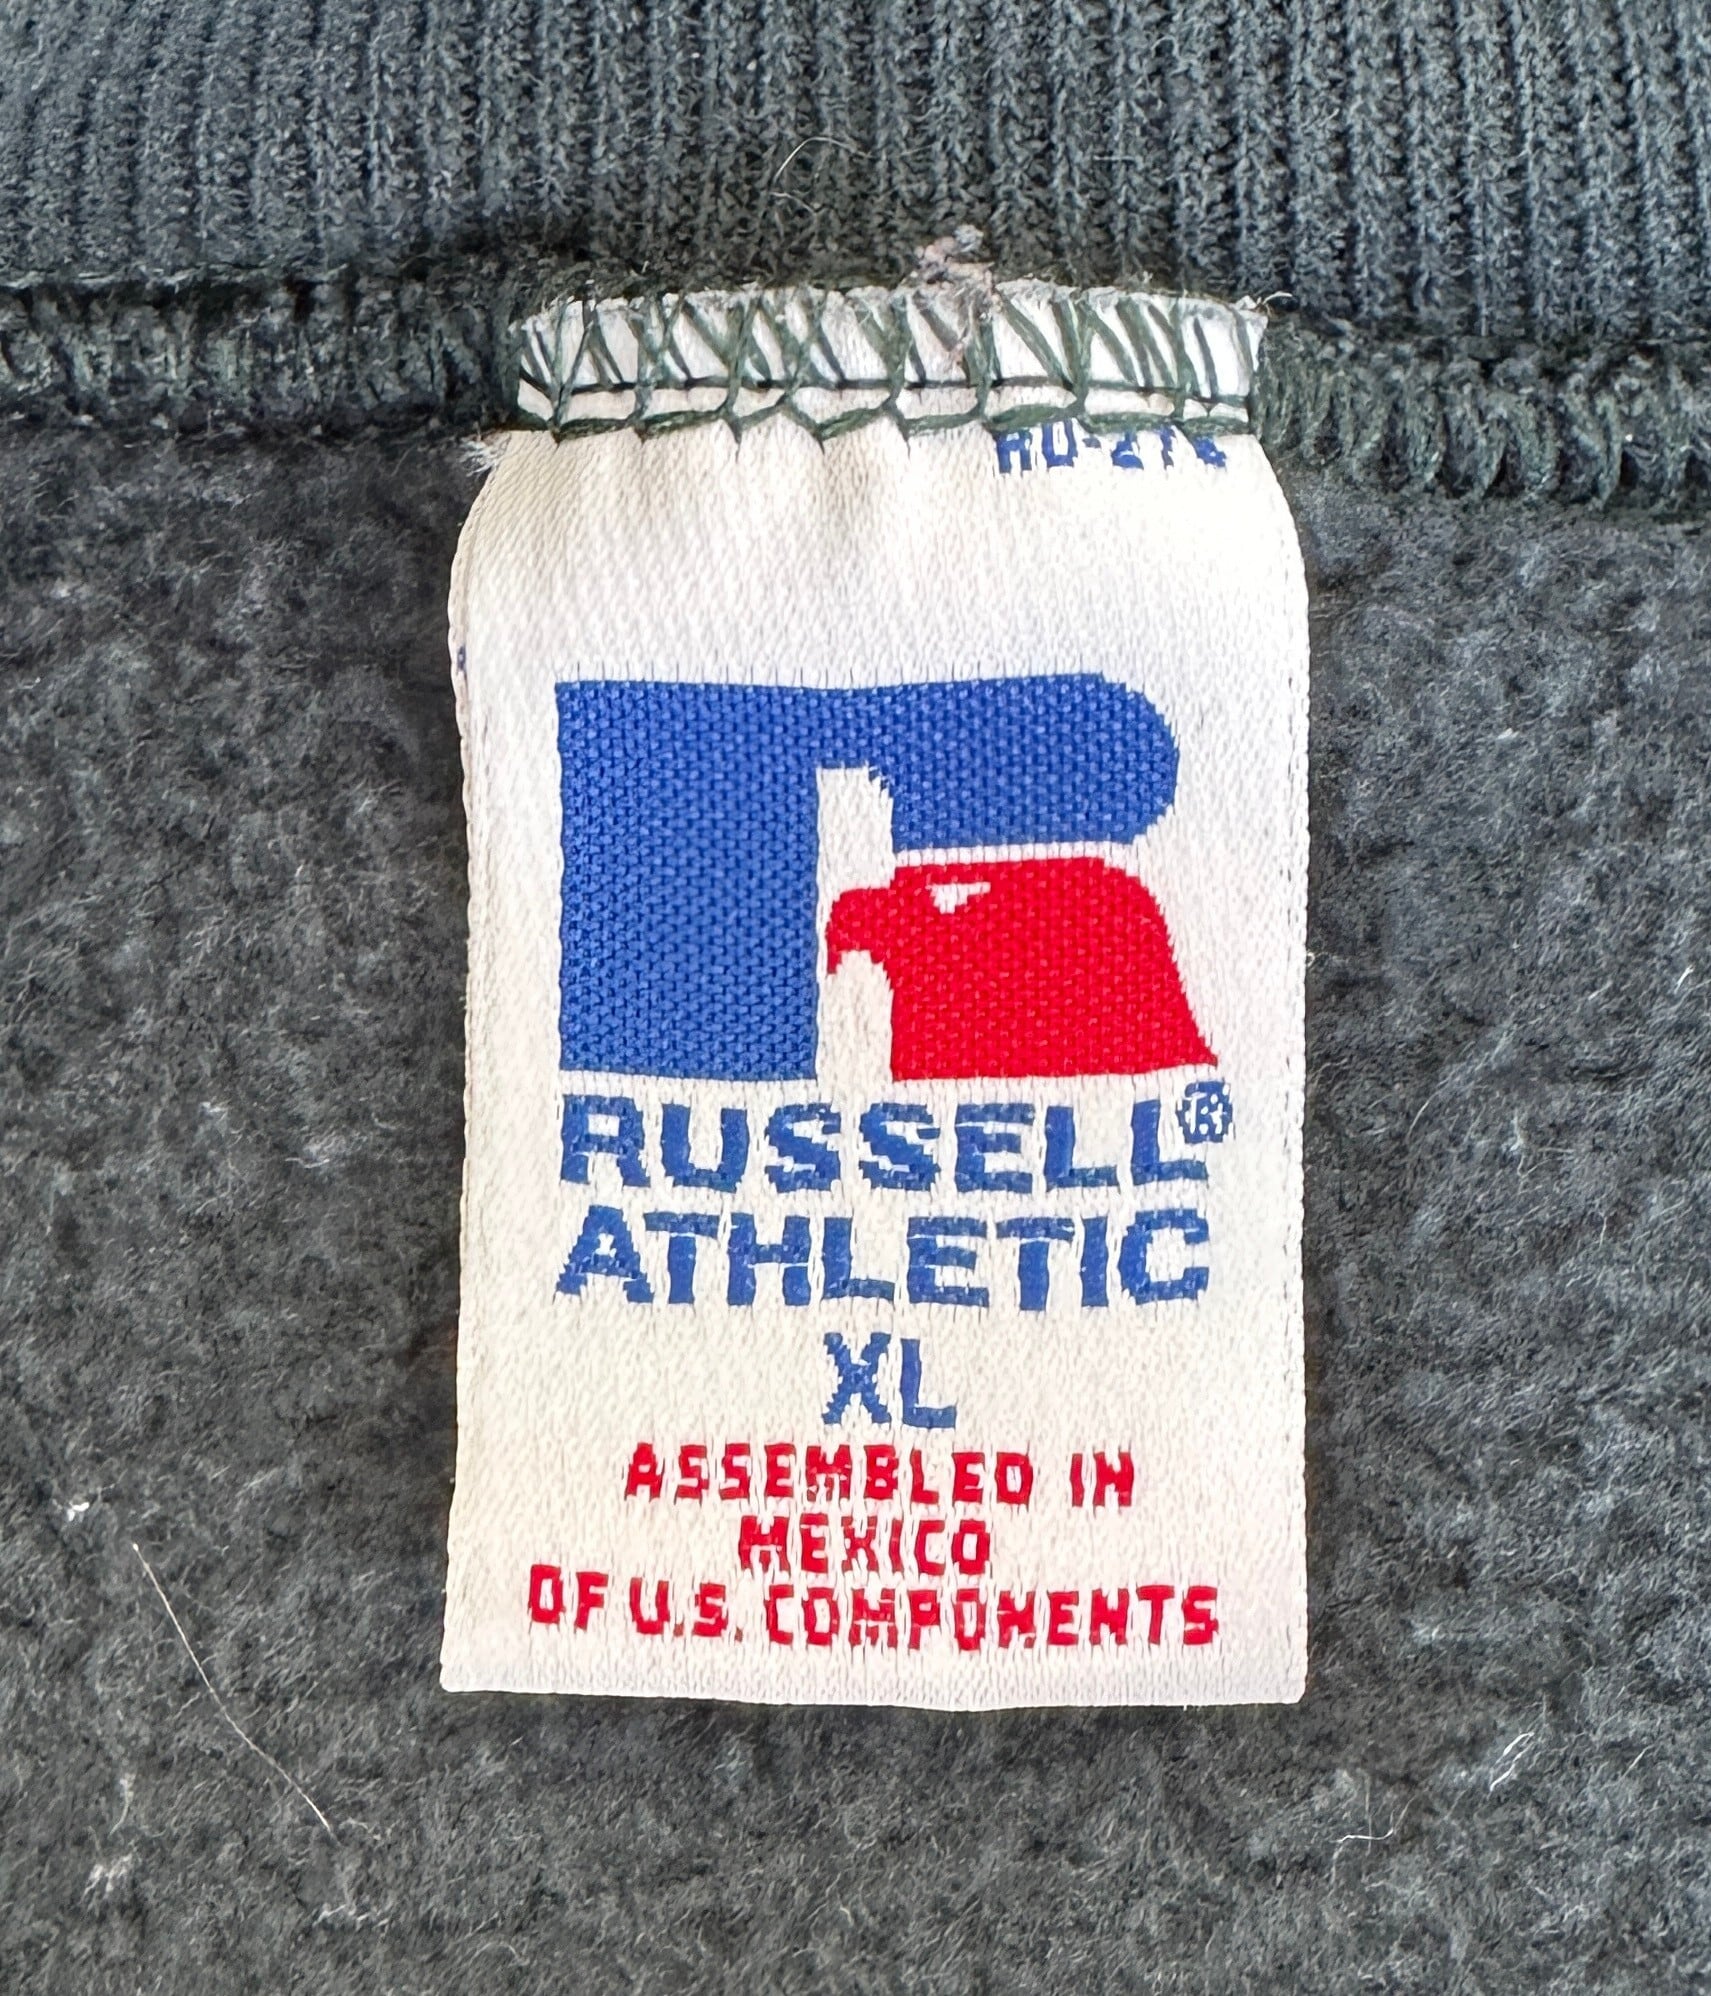 RUSSELL®
ATHLETIC
XL
ASSEMBLED IN
MEXICO
OF U.S. COMPONENTS